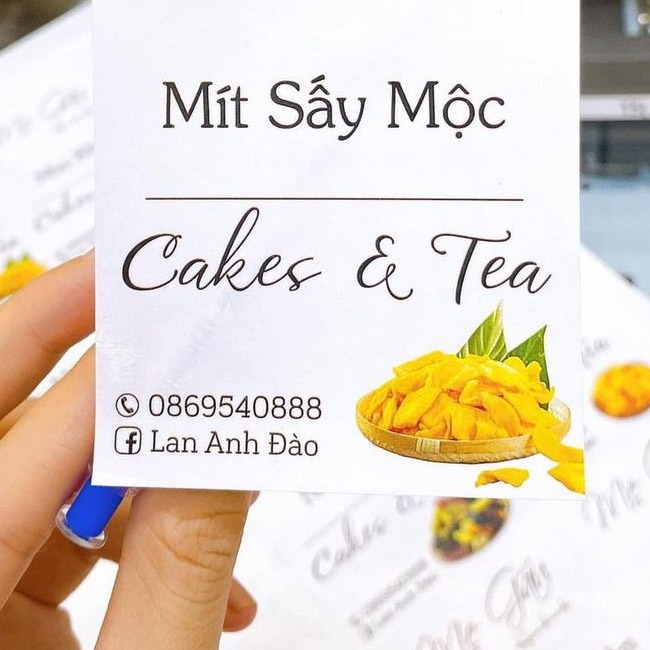 Mít Sấy Mộc
Cakes & Tea
0869540888
Lan Anh Đào